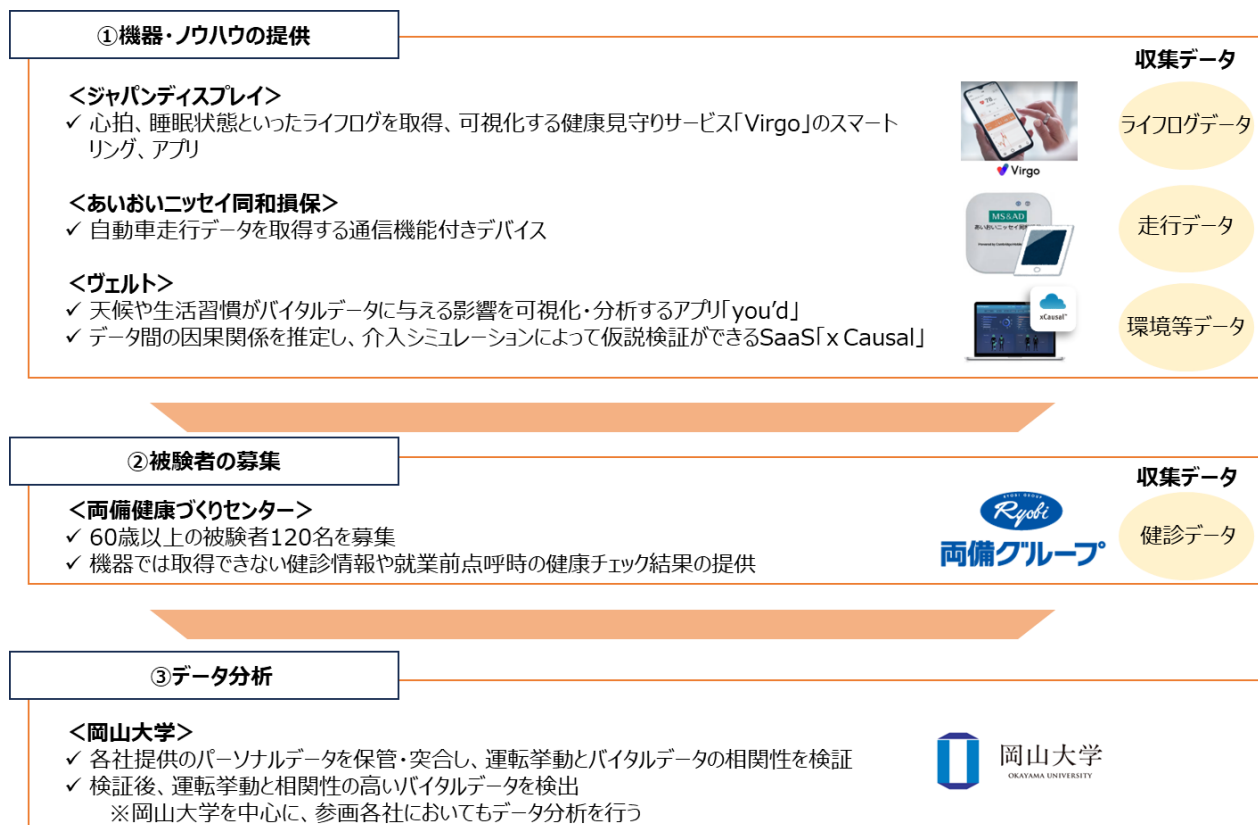 ①機器・ノウハウの提供
収集データ
＜ジャパンディスプレイ＞
✓ 心拍、睡眠状態といったライフログを取得、可視化する健康見守りサービス「Virgo」のスマート
リング、アプリ
Virgo
ライフログデータ
＜あいおいニッセイ同和損保＞
✓ 自動車走行データを取得する通信機能付きデバイス
MS&AD
走行データ
＜ヴェルト＞
✓ 天候や生活習慣がバイタルデータに与える影響を可視化・分析するアプリ「you’d」
✓ データ間の因果関係を推定し、介入シミュレーションによって仮説検証ができるSaaS「x Causal」
xCausal
環境等データ
②被験者の募集
収集データ
＜両備健康づくりセンター＞
✓ 60歳以上の被験者120名を募集
✓ 機器では取得できない健診情報や就業前点呼時の健康チェック結果の提供
RYOBI GROUP
Ryobi
両備グループ
健診データ
③データ分析
＜岡山大学＞
✓ 各社提供のパーソナルデータを保管・突合し、運転挙動とバイタルデータの相関性を検証
✓ 検証後、運転挙動と相関性の高いバイタルデータを検出
※岡山大学を中心に、参画各社においてもデータ分析を行う
岡山大学
OKAYAMA UNIVERSITY